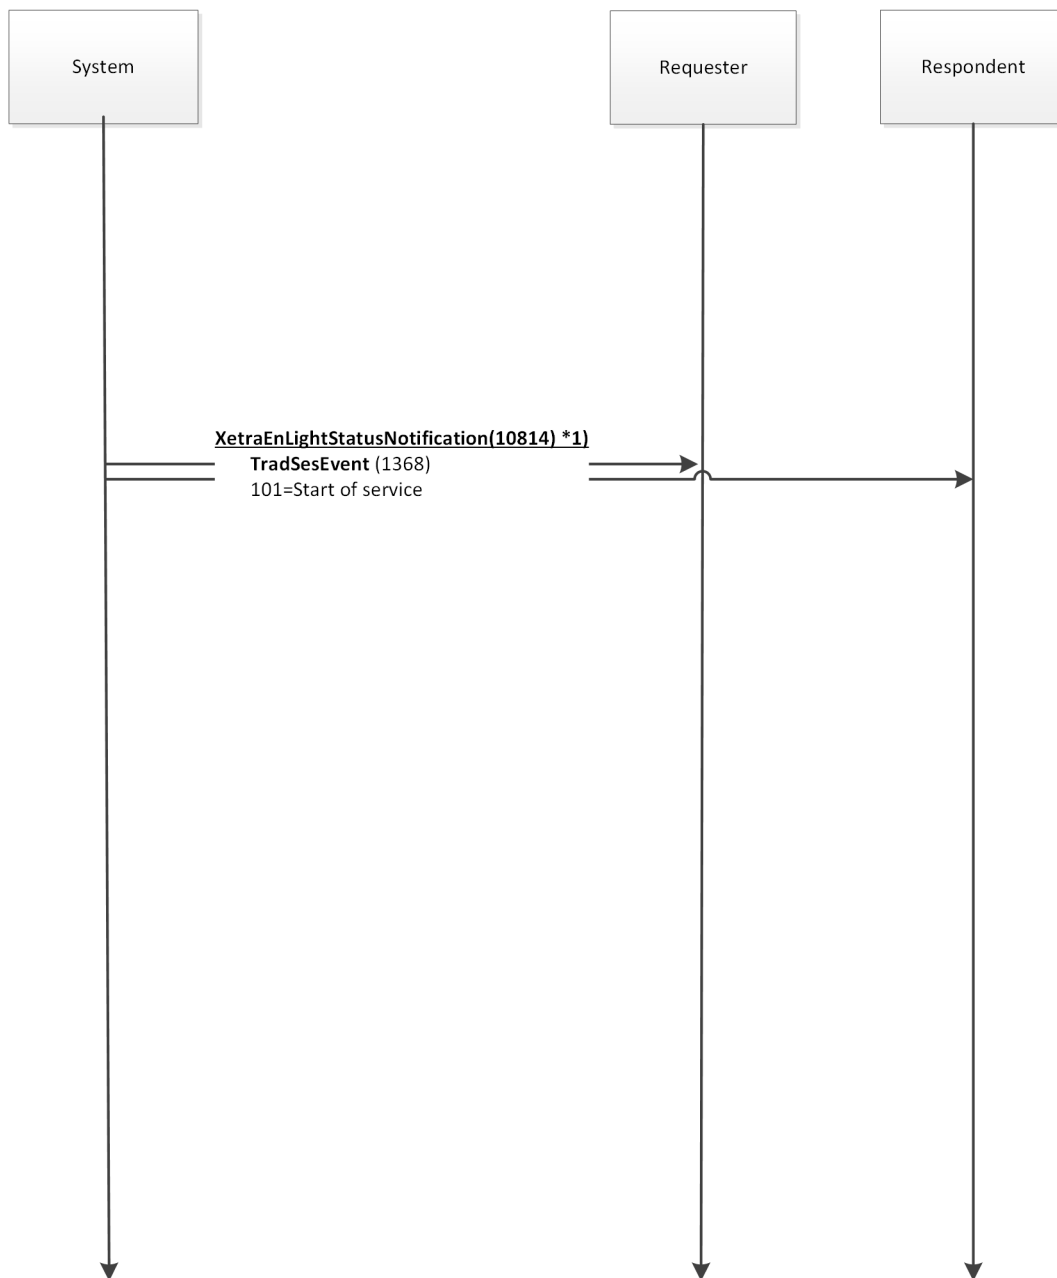 System
Requester
Respondent
XetraEnLightStatusNotification(10814) *1)
TradSesEvent (1368)
101=Start of service